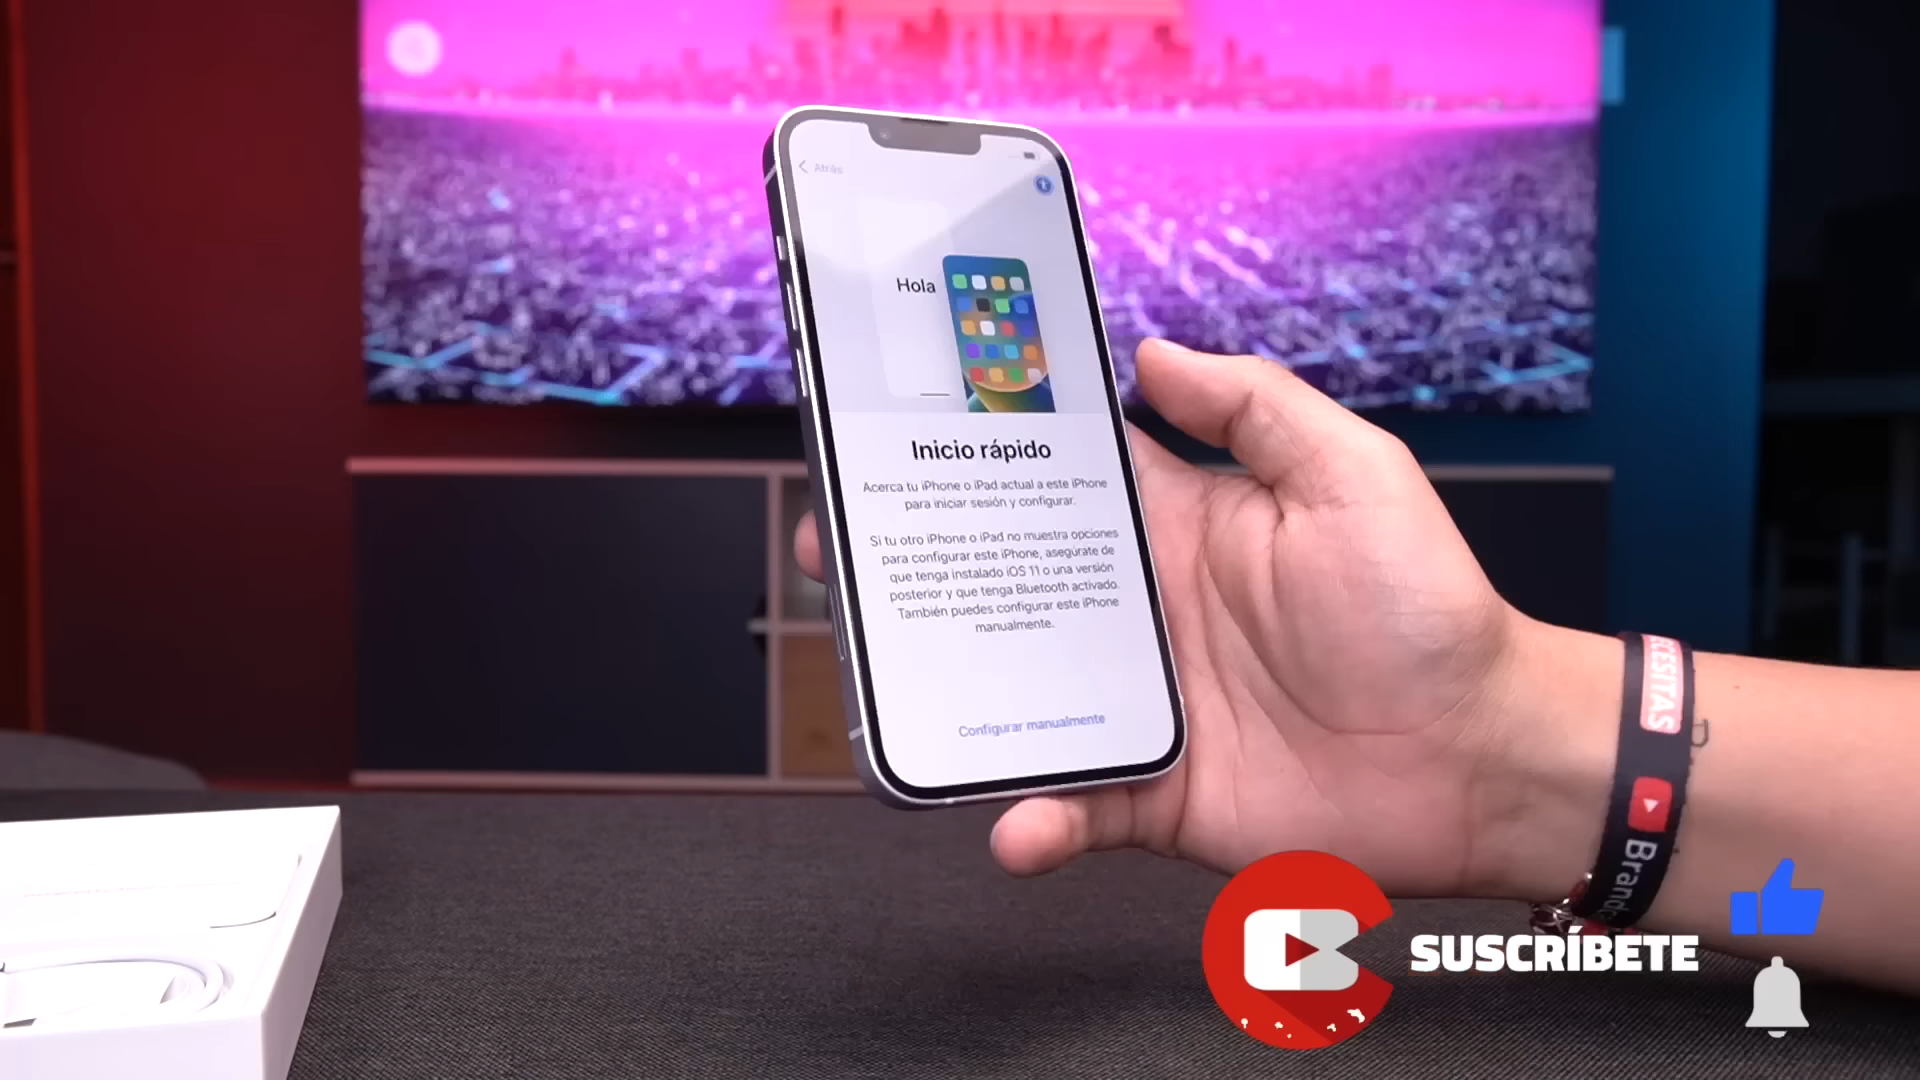 Atrás
Hola
Inicio rápido
Acerca tu iPhone o iPad actual a este iPhone
para iniciar sesión y configurar.
Si tu otro iPhone o iPad no muestra opciones
para configurar este iPhone, asegúrate de
que tenga instalado iOS 11 o una versión
posterior y que tenga Bluetooth activado.
También puedes configurar este iPhone
manualmente.
Configurar manualmente
SUSCRÍBETE